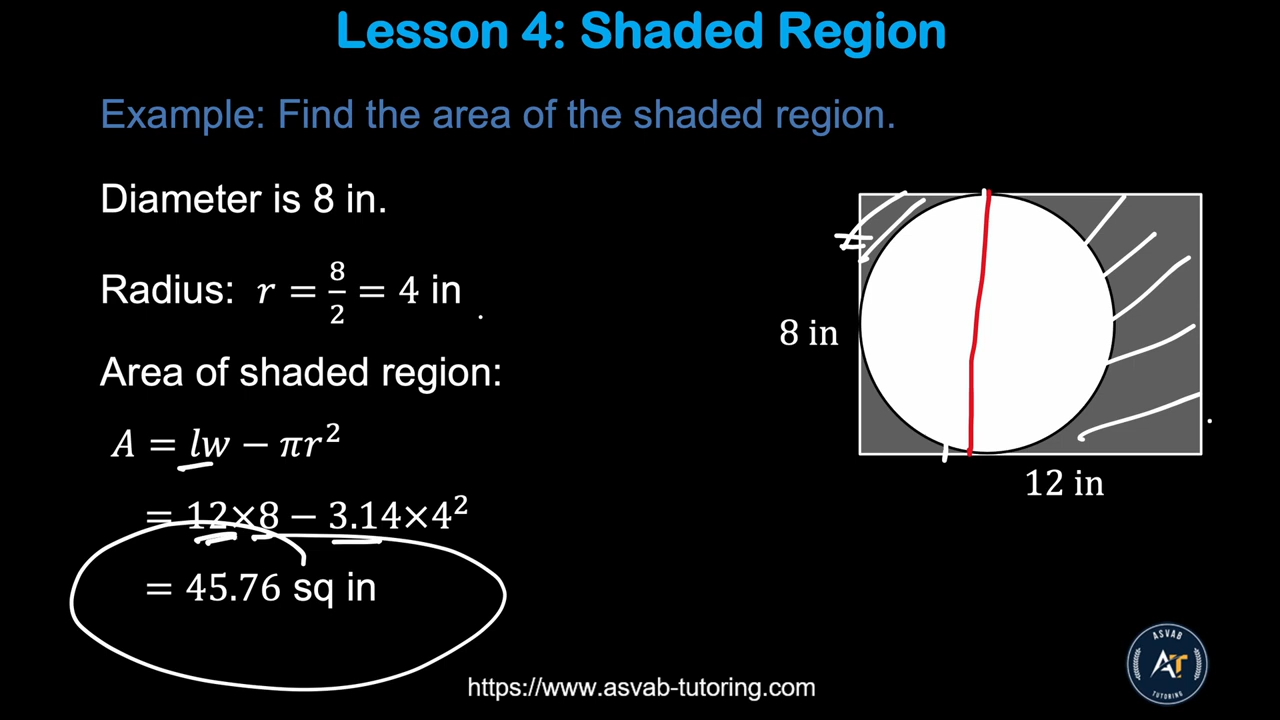 Lesson 4: Shaded Region
Example: Find the area of the shaded region.
Diameter is 8 in.
Radius: r = 8/2 = 4 in
Area of shaded region:
A = lw − πr²
= 12×8 − 3.14×4²
= 45.76 sq in
8 in
12 in
https://www.asvab-tutoring.com
ASVAB
AT
TUTORING